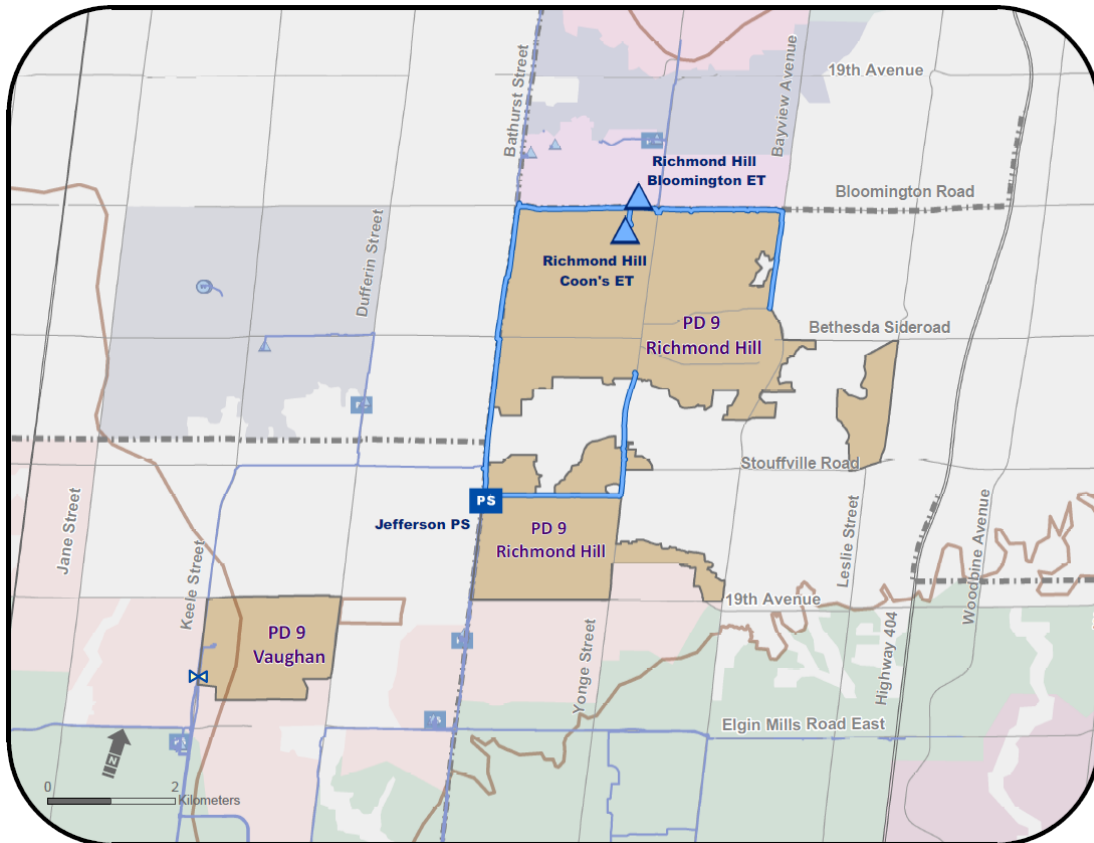 19th Avenue
Bathurst Street
Bayview Avenue
Richmond Hill
Bloomington ET
Bloomington Road
Dufferin Street
Richmond Hill
Coon's ET
PD 9
Richmond Hill
Bethesda Sideroad
Stouffville Road
PS
Jefferson PS
PD 9
Richmond Hill
Jane Street
Keele Street
Leslie Street
Woodbine Avenue
19th Avenue
PD 9
Vaughan
Yonge Street
Highway 404
Elgin Mills Road East
N
0 2
Kilometers